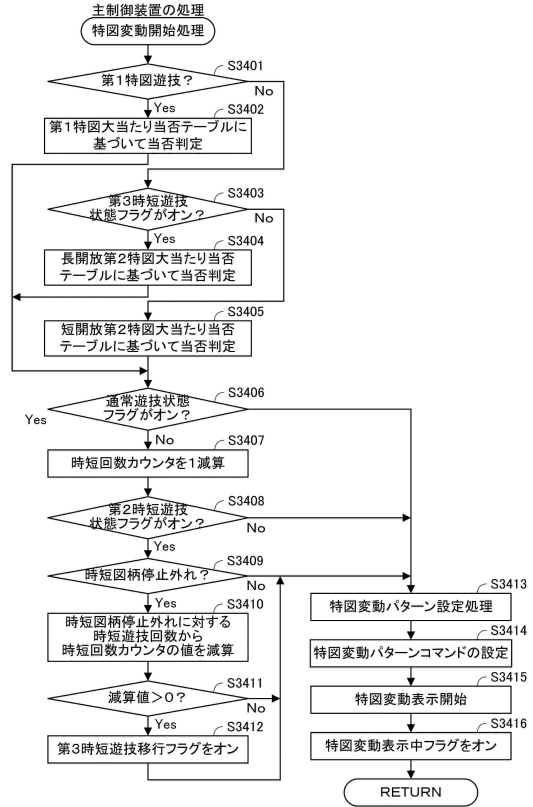 主制御装置の処理
特図変動開始処理
S3401
第1特図遊技？
No
Yes
S3402
第1特図大当たり当否テーブルに
基づいて当否判定
S3403
第3時短遊技
状態フラグがオン？
No
Yes
S3404
長開放第2特図大当たり当否
テーブルに基づいて当否判定
S3405
短開放第2特図大当たり当否
テーブルに基づいて当否判定
S3406
通常遊技状態
フラグがオン？
Yes
No
S3407
時短回数カウンタを1減算
S3408
第2時短遊技
状態フラグがオン？
No
Yes
S3409
時短図柄停止外れ？
No
Yes
S3410
時短図柄停止外れに対する
時短遊技回数から
時短回数カウンタの値を減算
S3411
減算値＞0？
No
Yes
S3412
第3時短遊技移行フラグをオン
S3413
特図変動パターン設定処理
S3414
特図変動パターンコマンドの設定
S3415
特図変動表示開始
S3416
特図変動表示中フラグをオン
RETURN